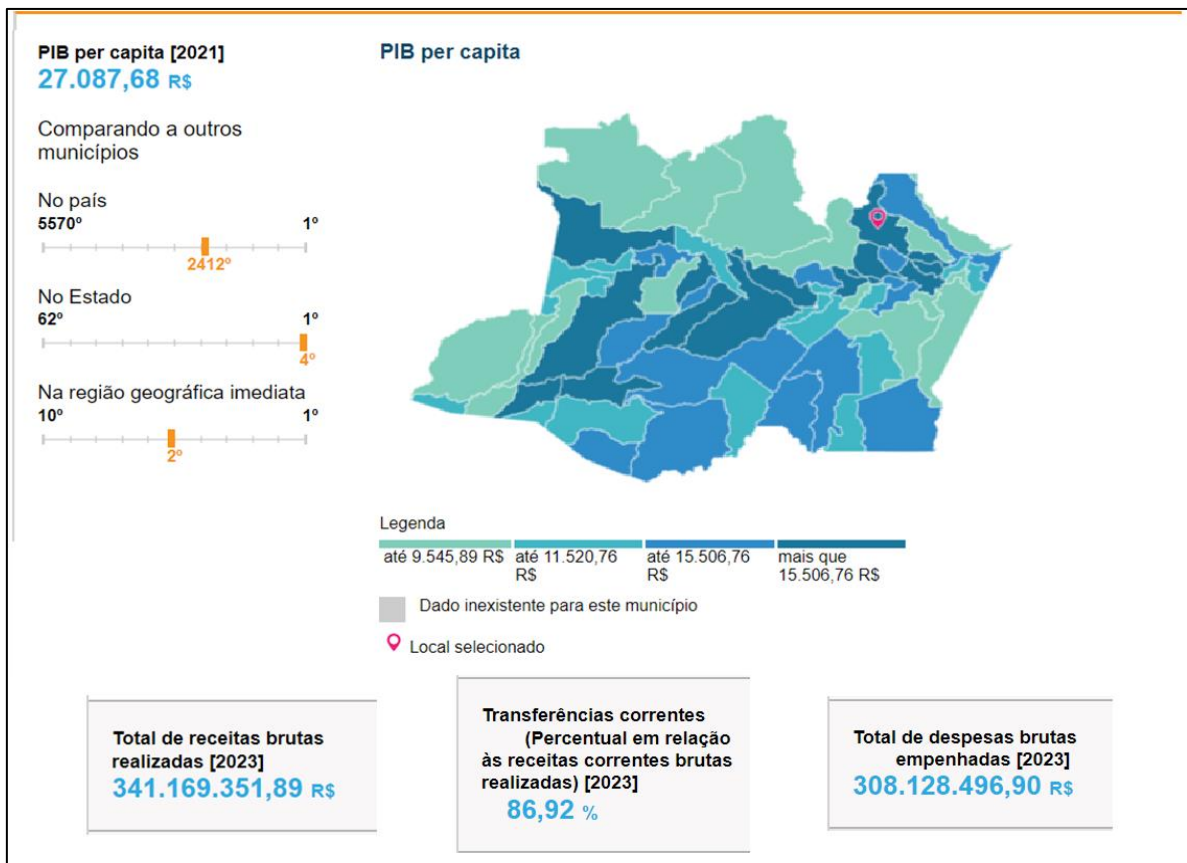 PIB per capita [2021]
27.087,68 R$
Comparando a outros
municípios
No país
5570º 1º
2412º
No Estado
62º 1º
4º
Na região geográfica imediata
10º 1º
2º
PIB per capita
Legenda
até 9.545,89 R$
até 11.520,76
R$
até 15.506,76
R$
mais que
15.506,76 R$
Dado inexistente para este município
Local selecionado
Total de receitas brutas
realizadas [2023]
341.169.351,89 R$
Transferências correntes
(Percentual em relação
às receitas correntes brutas
realizadas) [2023]
86,92 %
Total de despesas brutas
empenhadas [2023]
308.128.496,90 R$